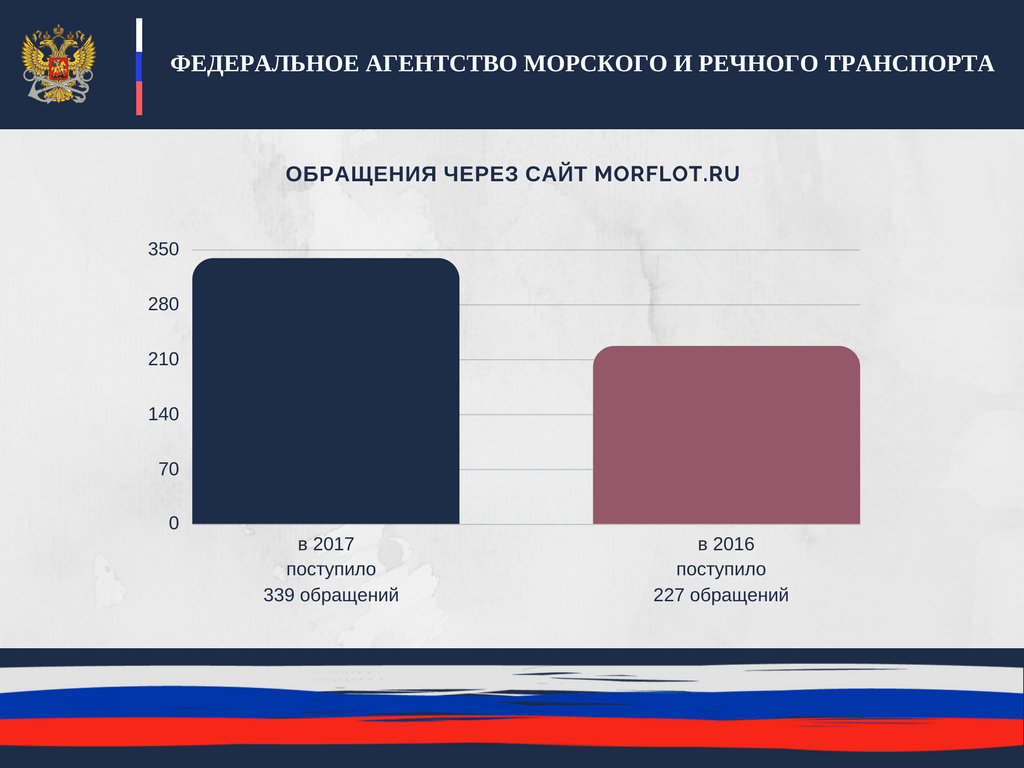 ФЕДЕРАЛЬНОЕ АГЕНТСТВО МОРСКОГО И РЕЧНОГО ТРАНСПОРТА
ОБРАЩЕНИЯ ЧЕРЕЗ САЙТ MORFLOT.RU
350
280
210
140
70
0
в 2017
поступило
339 обращений
в 2016
поступило
227 обращений